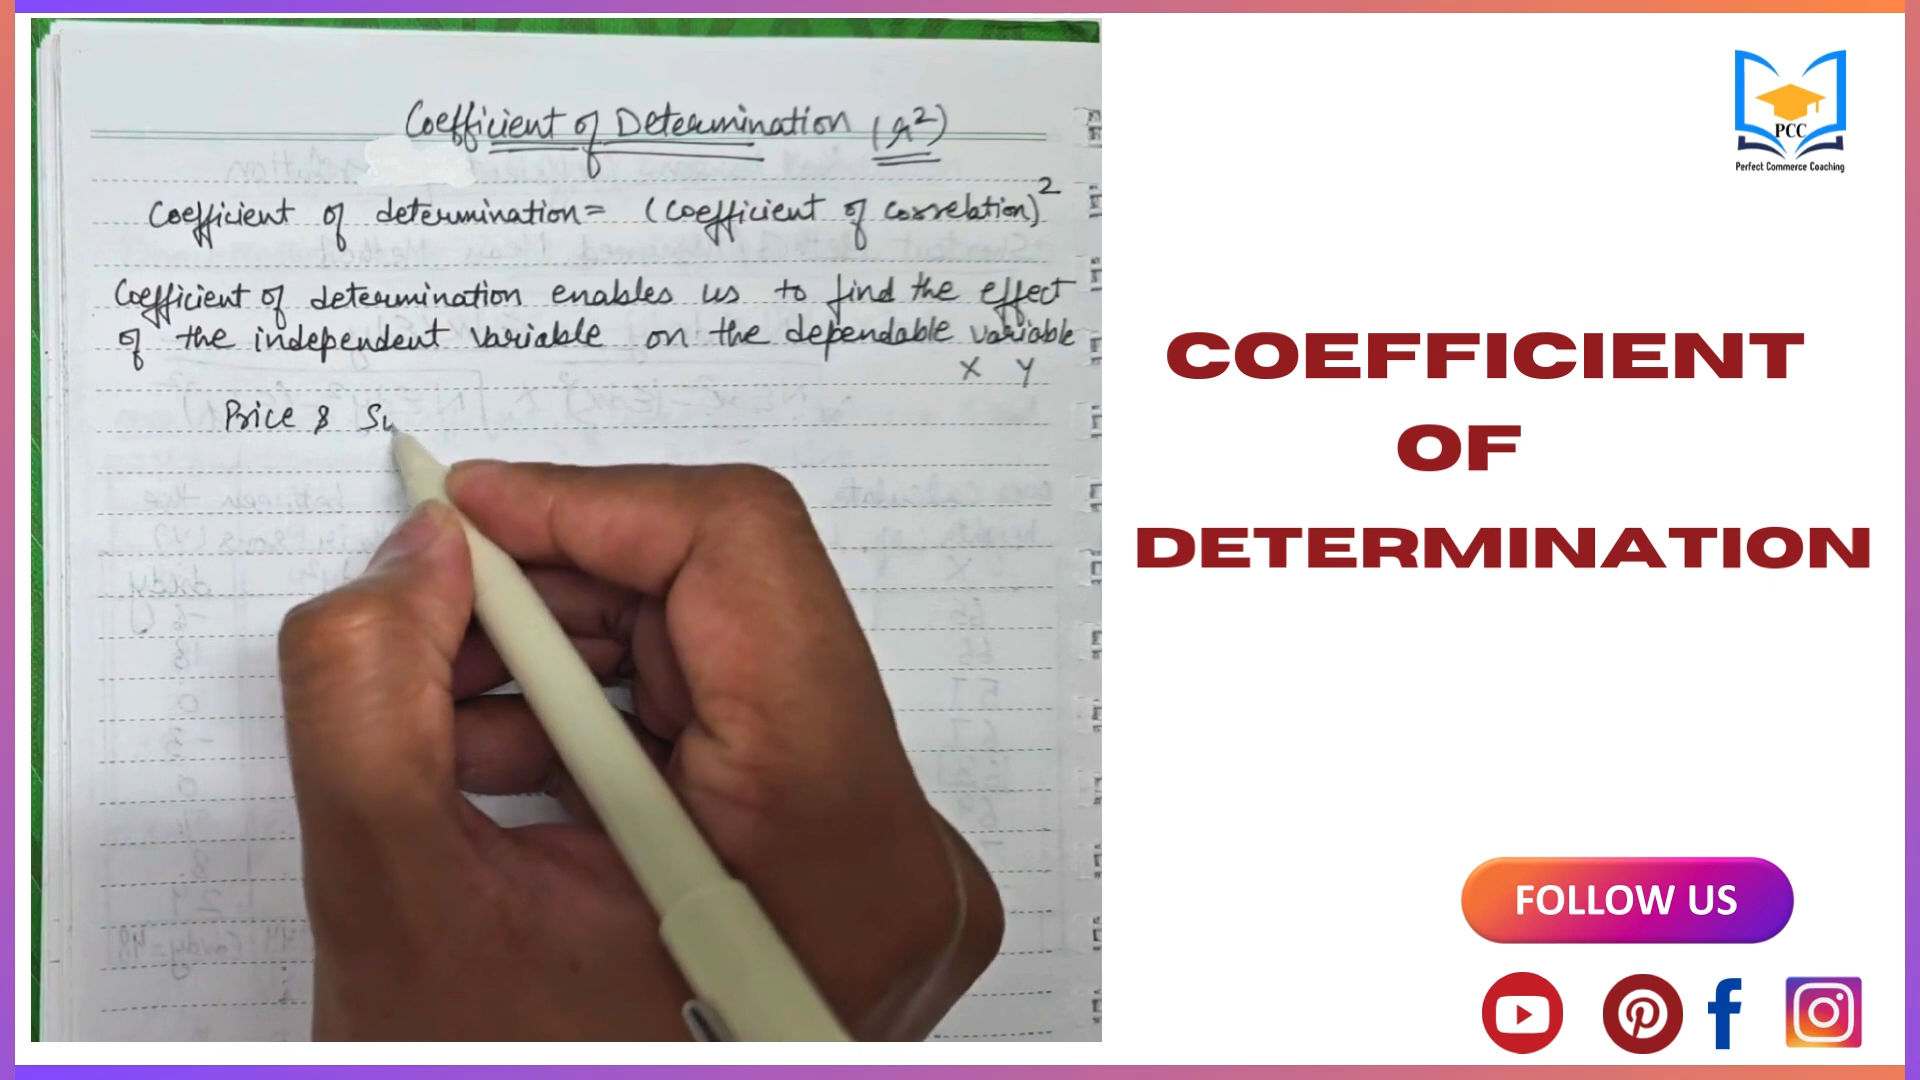 Coefficient of Determination (r²)
Coefficient of determination = (Coefficient of correlation)²
Coefficient of determination enables us to find the effect
of the independent variable on the dependable variable
X Y
Price &
PCC
Perfect Commerce Coaching
COEFFICIENT
OF
DETERMINATION
FOLLOW US